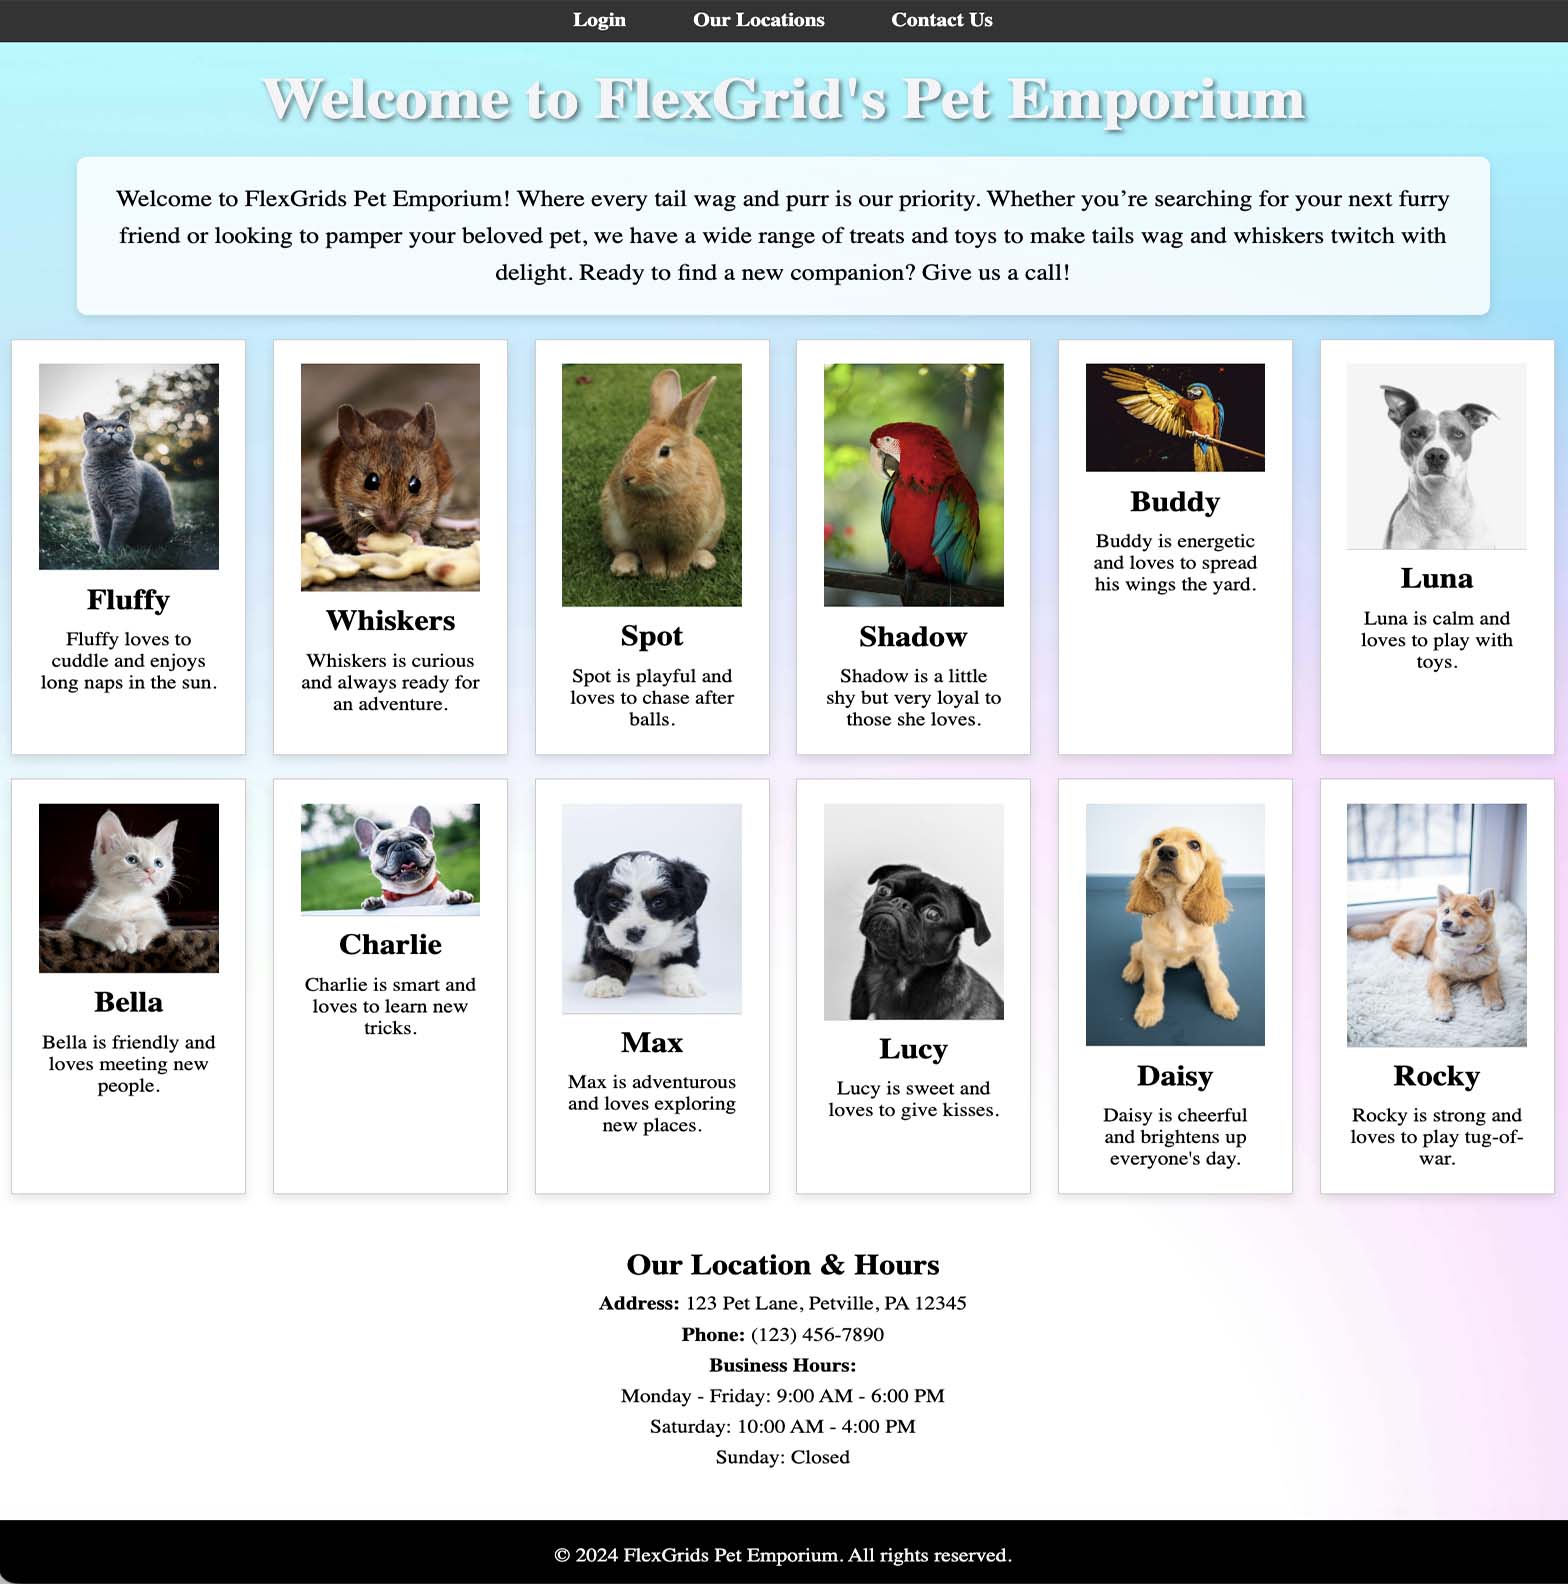 Login Our Locations Contact Us
Welcome to FlexGrid's Pet Emporium
Welcome to FlexGrids Pet Emporium! Where every tail wag and purr is our priority. Whether you’re searching for your next furry
friend or looking to pamper your beloved pet, we have a wide range of treats and toys to make tails wag and whiskers twitch with
delight. Ready to find a new companion? Give us a call!
Fluffy
Fluffy loves to
cuddle and enjoys
long naps in the sun.
Whiskers
Whiskers is curious
and always ready for
an adventure.
Spot
Spot is playful and
loves to chase after
balls.
Shadow
Shadow is a little
shy but very loyal to
those she loves.
Buddy
Buddy is energetic
and loves to spread
his wings the yard.
Luna
Luna is calm and
loves to play with
toys.
Bella
Bella is friendly and
loves meeting new
people.
Charlie
Charlie is smart and
loves to learn new
tricks.
Max
Max is adventurous
and loves exploring
new places.
Lucy
Lucy is sweet and
loves to give kisses.
Daisy
Daisy is cheerful
and brightens up
everyone's day.
Rocky
Rocky is strong and
loves to play tug-of-
war.
Our Location & Hours
Address: 123 Pet Lane, Petville, PA 12345
Phone: (123) 456-7890
Business Hours:
Monday - Friday: 9:00 AM - 6:00 PM
Saturday: 10:00 AM - 4:00 PM
Sunday: Closed
© 2024 FlexGrids Pet Emporium. All rights reserved.